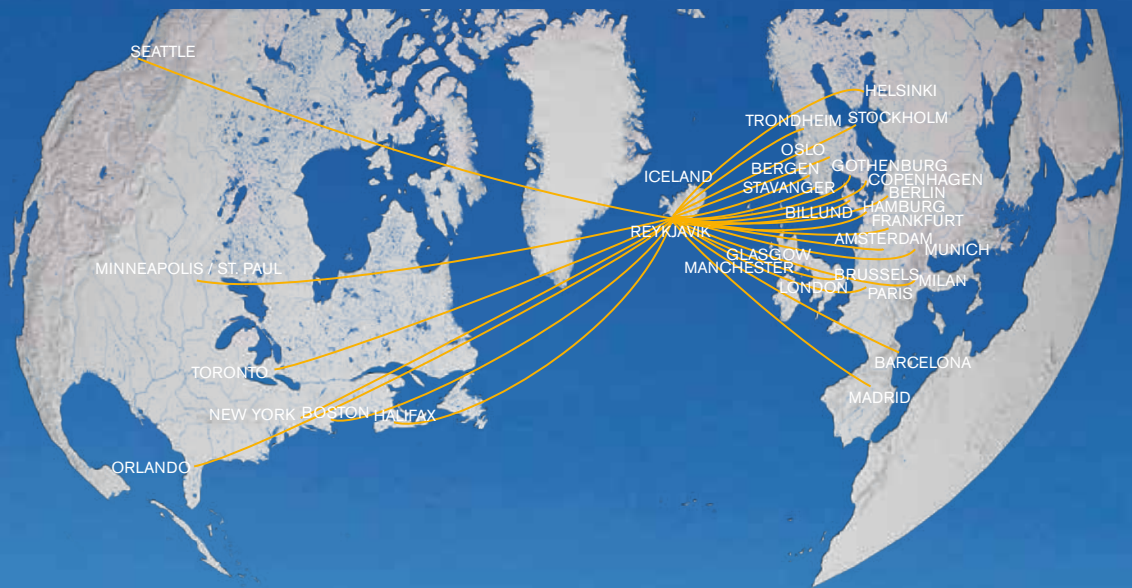 SEATTLE
HELSINKI
TRONDHEIM
STOCKHOLM
OSLO
BERGEN
GOTHENBURG
ICELAND
COPENHAGEN
STAVANGER
BERLIN
BILLUND
HAMBURG
FRANKFURT
REYKJAVIK
AMSTERDAM
MUNICH
GLASGOW
MINNEAPOLIS / ST. PAUL
MANCHESTER
BRUSSELS
MILAN
LONDON
PARIS
BARCELONA
TORONTO
MADRID
NEW YORK
BOSTON
HALIFAX
ORLANDO